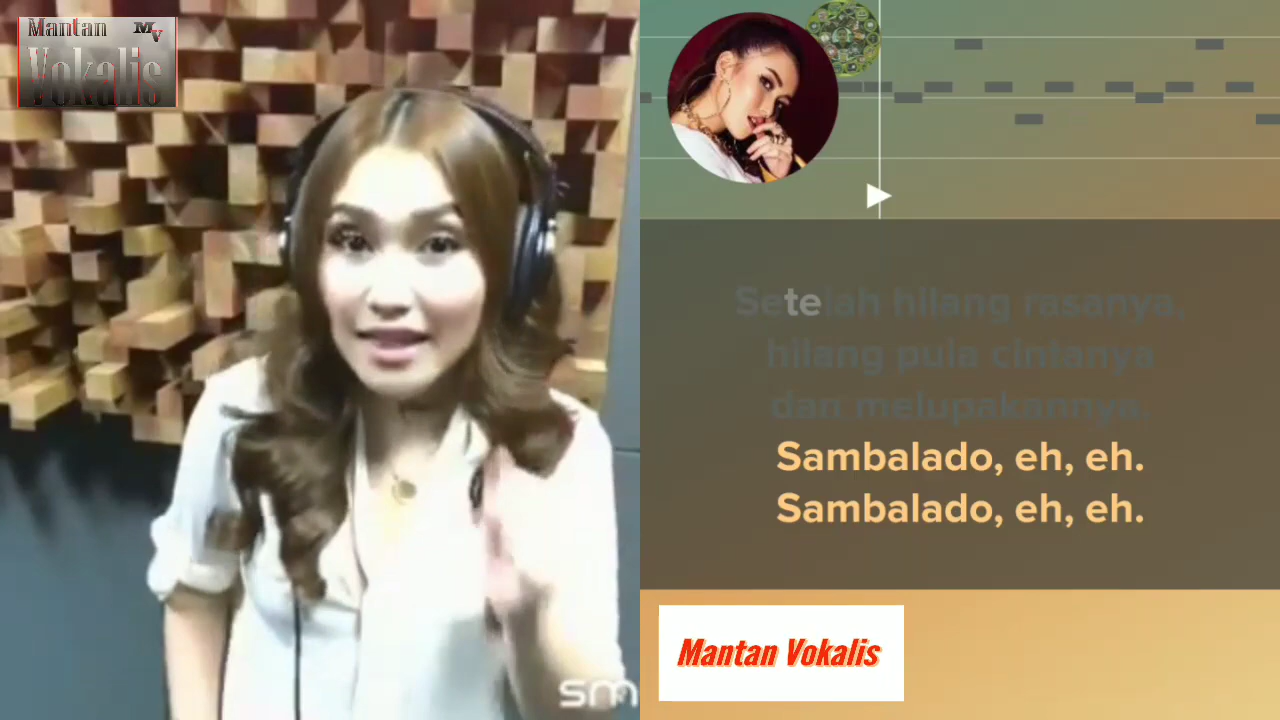 Mantan MV
Vokalis
Setelah hilang rasanya,
hilang pula cintanya
dan melupakannya.
Sambalado, eh, eh.
Sambalado, eh, eh.
Mantan Vokalis
sm